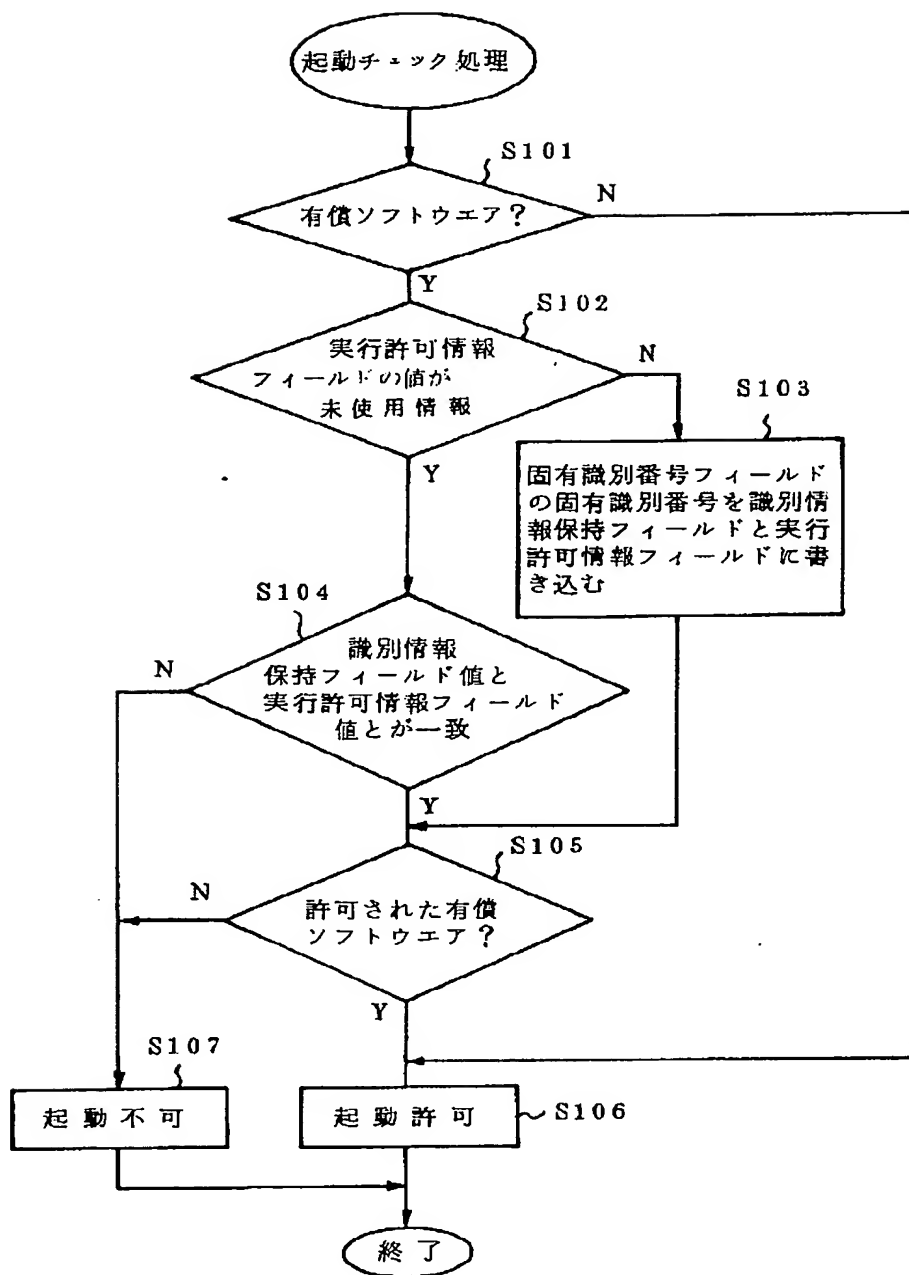 起動チェック処理
S101
有償ソフトウエア?
N
Y
S102
実行許可情報
フィールドの値が
未使用情報
N
Y
S103
固有識別番号フィールド
の固有識別番号を識別情
報保持フィールドと実行
許可情報フィールドに書
き込む
S104
識別情報
保持フィールド値と
実行許可情報フィールド
値とが一致
N
Y
S105
許可された有償
ソフトウエア?
N
Y
S107
起動不可
起動許可
S106
終了